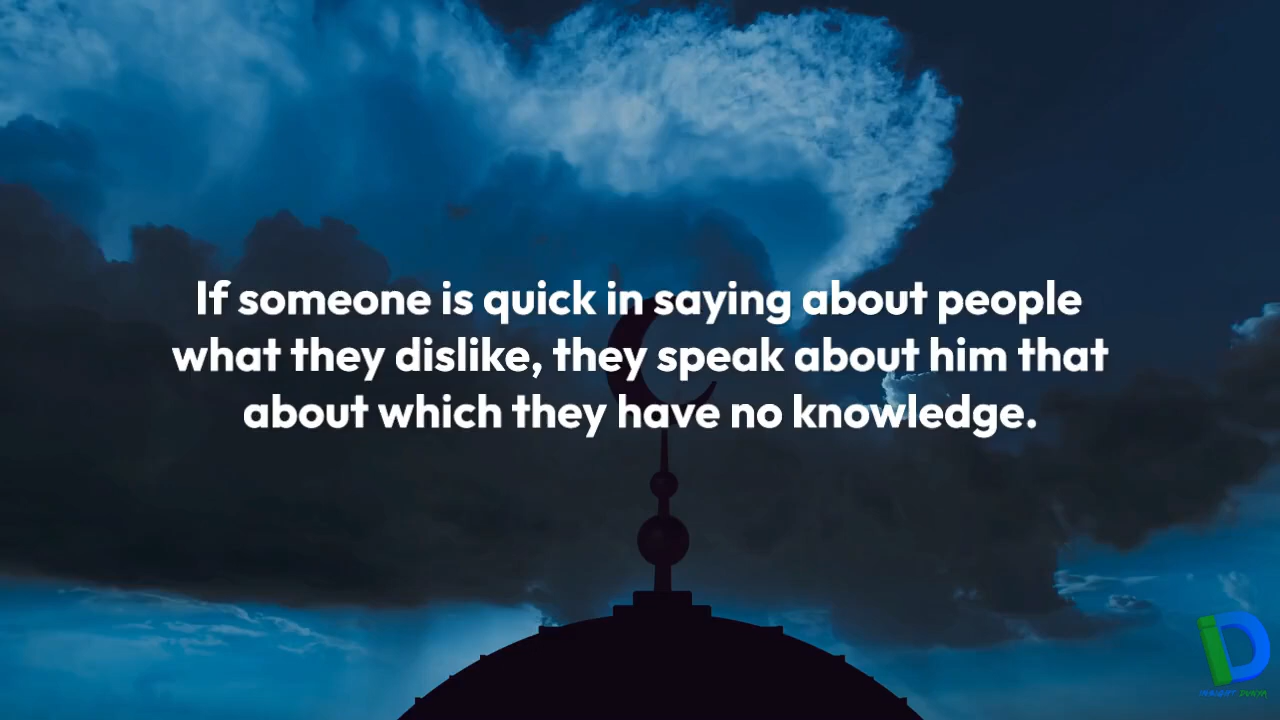 If someone is quick in saying about people
what they dislike, they speak about him that
about which they have no knowledge.